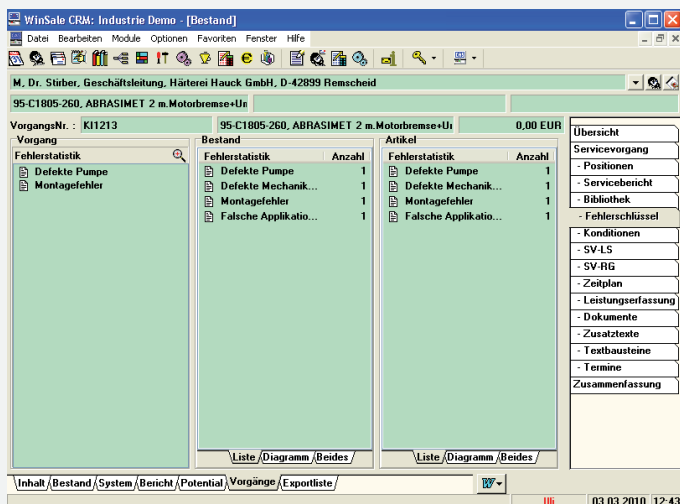 WinSale CRM: Industrie Demo - [Bestand]
Datei Bearbeiten Module Optionen Favoriten Fenster Hilfe
M, Dr. Stirber, Geschäftsleitung, Härterei Hauck GmbH, D-42899 Remscheid
95-C1805-260, ABRASIMET 2 m.Motorbremse+Un
VorgangsNr. : KI1213 95-C1805-260, ABRASIMET 2 m.Motorbremse+Un 0,00 EUR
Vorgang
Fehlerstatistik
Defekte Pumpe
Montagefehler
Bestand
Fehlerstatistik Anzahl
Defekte Pumpe 1
Defekte Mechanik... 1
Montagefehler 1
Falsche Applikatio... 1
Liste Diagramm Beides
Artikel
Fehlerstatistik Anzahl
Defekte Pumpe 1
Defekte Mechanik... 1
Montagefehler 1
Falsche Applikatio... 1
Liste Diagramm Beides
Übersicht
Servicevorgang
- Positionen
- Servicebericht
- Bibliothek
- Fehlerschlüssel
- Konditionen
- SV-LS
- SV-RG
- Zeitplan
- Leistungserfassung
- Dokumente
- Zusatztexte
- Textbausteine
- Termine
Zusammenfassung
Inhalt Bestand System Bericht Potential Vorgänge Exportliste
W
Uli 03.03.2010 12:43